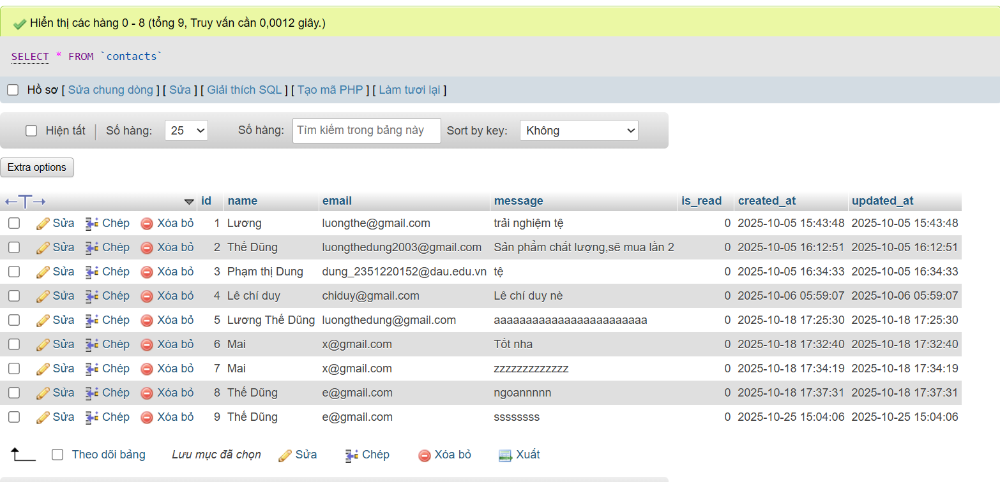 Hiển thị các hàng 0 - 8 (tổng 9, Truy vấn cần 0,0012 giây.)
SELECT * FROM `contacts`
Hồ sơ [ Sửa chung dòng ] [ Sửa ] [ Giải thích SQL ] [ Tạo mã PHP ] [ Làm tươi lại ]
Hiện tất Số hàng: 25 Số hàng: Tìm kiếm trong bảng này Sort by key: Không
Extra options
id name email message is_read created_at updated_at
Sửa Chép Xóa bỏ 1 Lương luongthe@gmail.com trải nghiệm tệ 0 2025-10-05 15:43:48 2025-10-05 15:43:48
Sửa Chép Xóa bỏ 2 Thế Dũng luongthedung2003@gmail.com Sản phẩm chất lượng,sẽ mua lần 2 0 2025-10-05 16:12:51 2025-10-05 16:12:51
Sửa Chép Xóa bỏ 3 Phạm thị Dung dung_2351220152@dau.edu.vn tệ 0 2025-10-05 16:34:33 2025-10-05 16:34:33
Sửa Chép Xóa bỏ 4 Lê chí duy chiduy@gmail.com Lê chí duy nè 0 2025-10-06 05:59:07 2025-10-06 05:59:07
Sửa Chép Xóa bỏ 5 Lương Thế Dũng luongthedung@gmail.com aaaaaaaaaaaaaaaaaaaaaaaa 0 2025-10-18 17:25:30 2025-10-18 17:25:30
Sửa Chép Xóa bỏ 6 Mai x@gmail.com Tốt nha 0 2025-10-18 17:32:40 2025-10-18 17:32:40
Sửa Chép Xóa bỏ 7 Mai x@gmail.com zzzzzzzzzzzzz 0 2025-10-18 17:34:19 2025-10-18 17:34:19
Sửa Chép Xóa bỏ 8 Thế Dũng e@gmail.com ngoannnnn 0 2025-10-18 17:37:31 2025-10-18 17:37:31
Sửa Chép Xóa bỏ 9 Thế Dũng e@gmail.com ssssssss 0 2025-10-25 15:04:06 2025-10-25 15:04:06
Theo dõi bảng Lưu mục đã chọn Sửa Chép Xóa bỏ Xuất